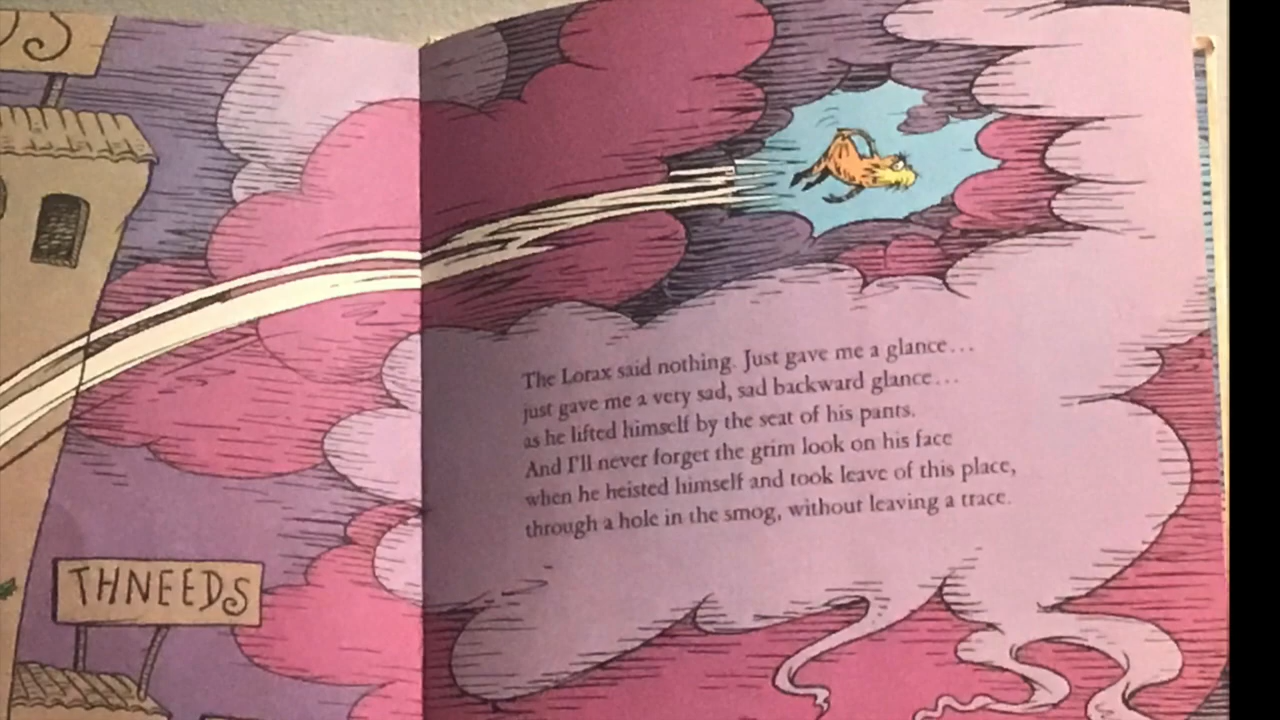 THNEEDS
The Lorax said nothing. Just gave me a glance...
just gave me a very sad, sad backward glance...
as he lifted himself by the seat of his pants.
And I'll never forget the grim look on his face
when he heisted himself and took leave of this place,
through a hole in the smog, without leaving a trace.